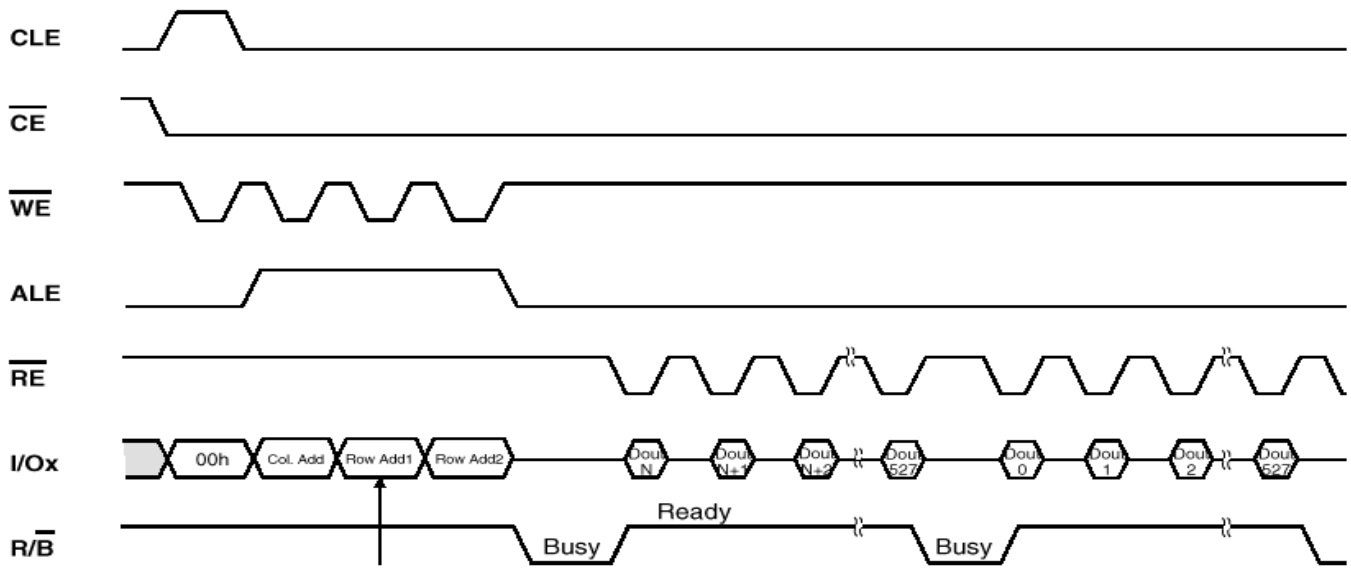 CLE
CE
WE
ALE
RE
I/Ox 00h Col. Add Row Add1 Row Add2 Dout N Dout N+1 Dout N+2 Dout 527 Dout 0 Dout 1 Dout 2 Dout 527
Ready
R/B Busy Busy